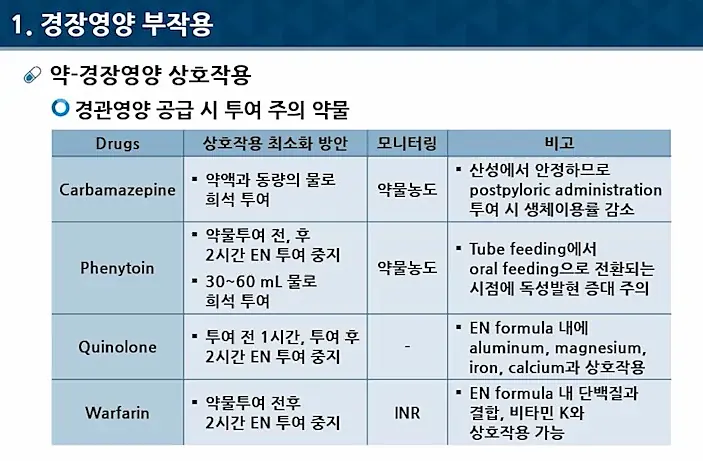 1. 경장영양 부작용
약-경장영양 상호작용
경관영양 공급 시 투여 주의 약물
Drugs 상호작용 최소화 방안 모니터링 비고
Carbamazepine
▪ 약액과 동량의 물로
희석 투여
약물농도
▪ 산성에서 안정하므로
postpyloric administration
투여 시 생체이용률 감소
Phenytoin
▪ 약물투여 전, 후
2시간 EN 투여 중지
▪ 30~60 mL 물로
희석 투여
약물농도
▪ Tube feeding에서
oral feeding으로 전환되는
시점에 독성발현 증대 주의
Quinolone
▪ 투여 전 1시간, 투여 후
2시간 EN 투여 중지
-
▪ EN formula 내에
aluminum, magnesium,
iron, calcium과 상호작용
Warfarin
▪ 약물투여 전후
2시간 EN 투여 중지
INR
▪ EN formula 내 단백질과
결합, 비타민 K와
상호작용 가능